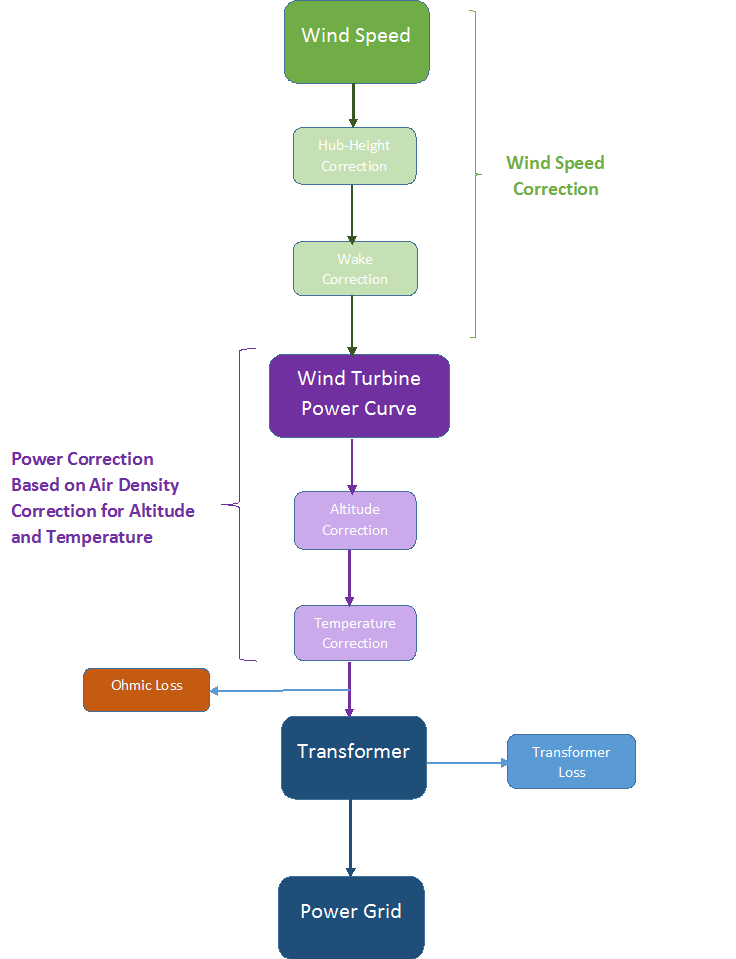 Wind Speed
Hub-Height
Correction
Wind Speed
Correction
Wake
Correction
Wind Turbine
Power Curve
Power Correction
Based on Air Density
Correction for Altitude
and Temperature
Altitude
Correction
Temperature
Correction
Ohmic Loss
Transformer
Transformer
Loss
Power Grid